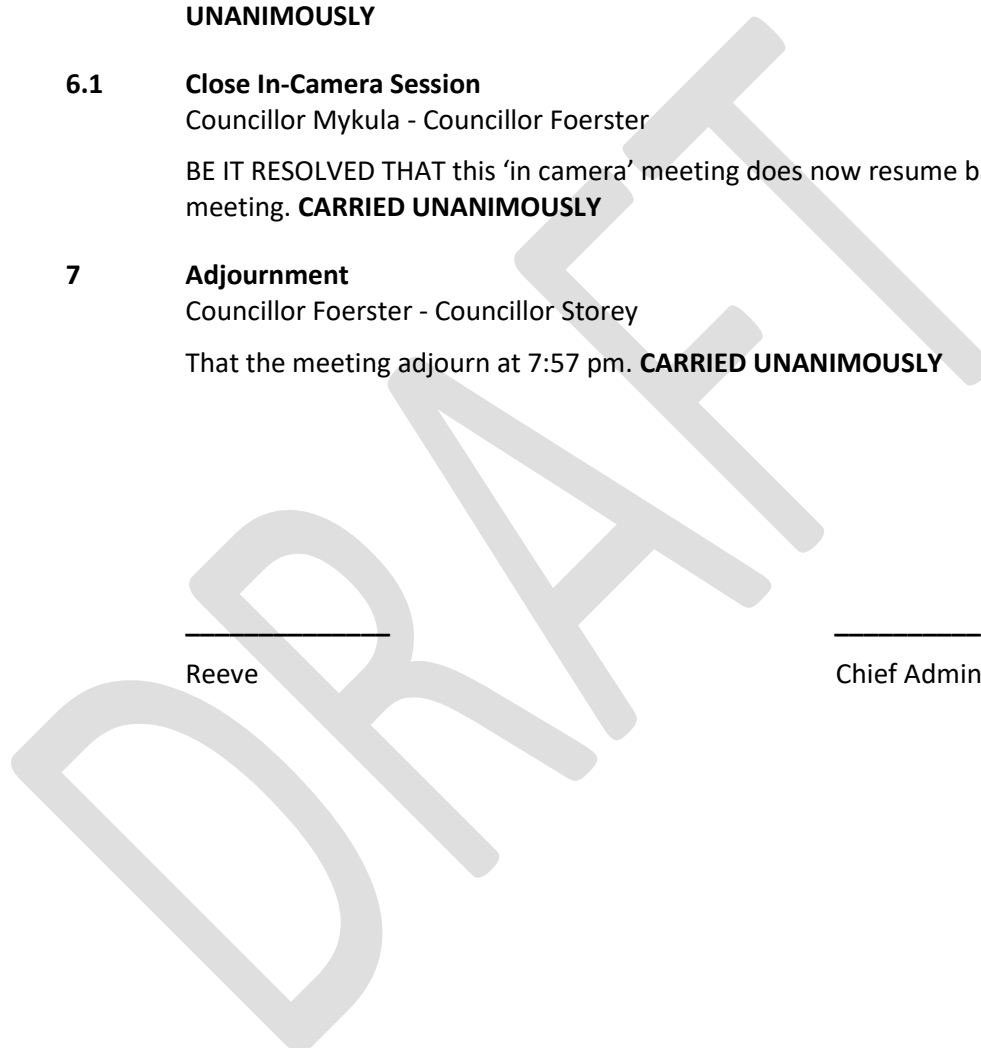 UNANIMOUSLY
6.1 Close In-Camera Session
Councillor Mykula - Councillor Foerster
BE IT RESOLVED THAT this ‘in camera’ meeting does now resume
meeting. CARRIED UNANIMOUSLY
7 Adjournment
Councillor Foerster - Councillor Storey
That the meeting adjourn at 7:57 pm. CARRIED UNANIMOUSLY
Reeve Chief Admin
DRAFT